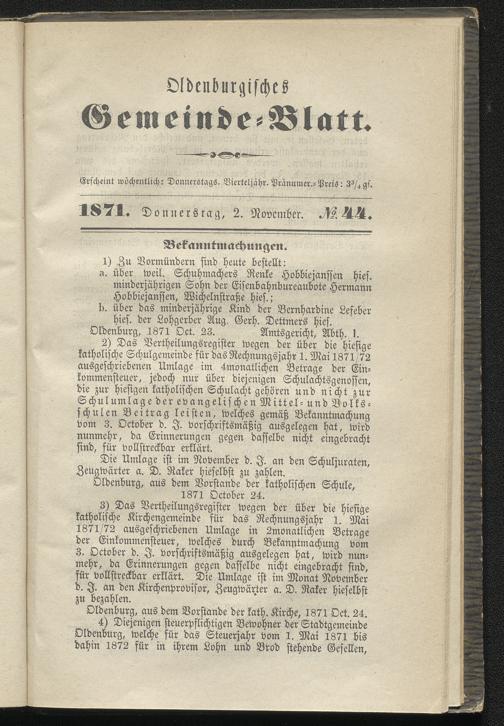 Oldenburgisches
Gemeinde-Blatt.
Erscheint wöchentlich: Donnerstags. Vierteljähr. Pränumer.-Preis: 3¾ gs.
1871. Donnerstag, 2. November. № 44.
Bekanntmachungen.
1) Zu Vormündern sind heute bestellt:
a. über weil. Schuhmachers Renke Hobbiejanssen hies.
minderjährigen Sohn der Eisenbahnbureaubote Hermann
Hobbiejanssen, Wichelnstraße hies.;
b. über das minderjährige Kind der Bernhardine Lefeber
hies. der Lohgerber Aug. Gerh. Dettmers hies.
Oldenburg, 1871 Oct. 23. Amtsgericht, Abth. I.
2) Das Vertheilungsregister wegen der über die hiesige
katholische Schulgemeinde für das Rechnungsjahr 1. Mai 1871/72
ausgeschriebenen Umlage im 4monatlichen Betrage der Ein-
kommensteuer, jedoch nur über diejenigen Schulachtsgenossen,
die zur hiesigen katholischen Schulacht gehören und nicht zur
Schulumlage der evangelischen Mittel- und Volks-
schulen Beitrag leisten, welches gemäß Bekanntmachung
vom 3. October d. J. vorschriftsmäßig ausgelegen hat, wird
nunmehr, da Erinnerungen gegen dasselbe nicht eingebracht
sind, für vollstreckbar erklärt.
Die Umlage ist im November d. J. an den Schuljuraten,
Zeugwärter a. D. Raker hieselbst zu zahlen.
Oldenburg, aus dem Vorstande der katholischen Schule,
1871 October 24.
3) Das Vertheilungsregister wegen der über die hiesige
katholische Kirchengemeinde für das Rechnungsjahr 1. Mai
1871/72 ausgeschriebenen Umlage in 2monatlichen Betrage
der Einkommensteuer, welches durch Bekanntmachung vom
3. October d. J. vorschriftsmäßig ausgelegen hat, wird nun-
mehr, da Erinnerungen gegen dasselbe nicht eingebracht sind,
für vollstreckbar erklärt. Die Umlage ist im Monat November
d. J. an den Kirchenprovisor, Zeugwärter a. D. Raker hieselbst
zu bezahlen.
Oldenburg, aus dem Vorstande der kath. Kirche, 1871 Oct. 24.
4) Diejenigen steuerpflichtigen Bewohner der Stadtgemeinde
Oldenburg, welche für das Steuerjahr vom 1. Mai 1871 bis
dahin 1872 für in ihrem Lohn und Brod stehende Gesellen,